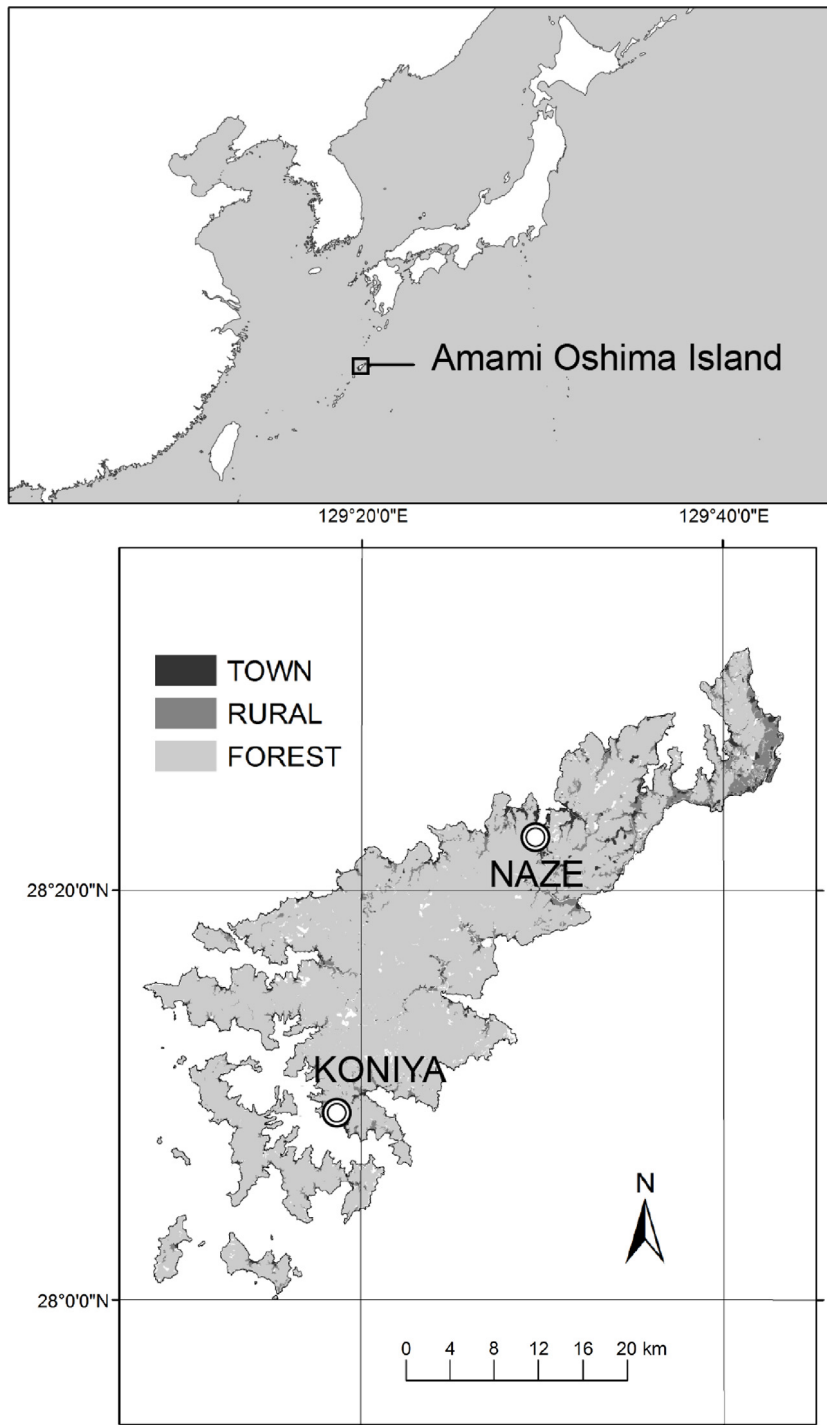 Amami Oshima Island
129°20'0"E
129°40'0"E
TOWN
RURAL
FOREST
NAZE
28°20'0"N
KONIYA
N
28°0'0"N
0 4 8 12 16 20 km